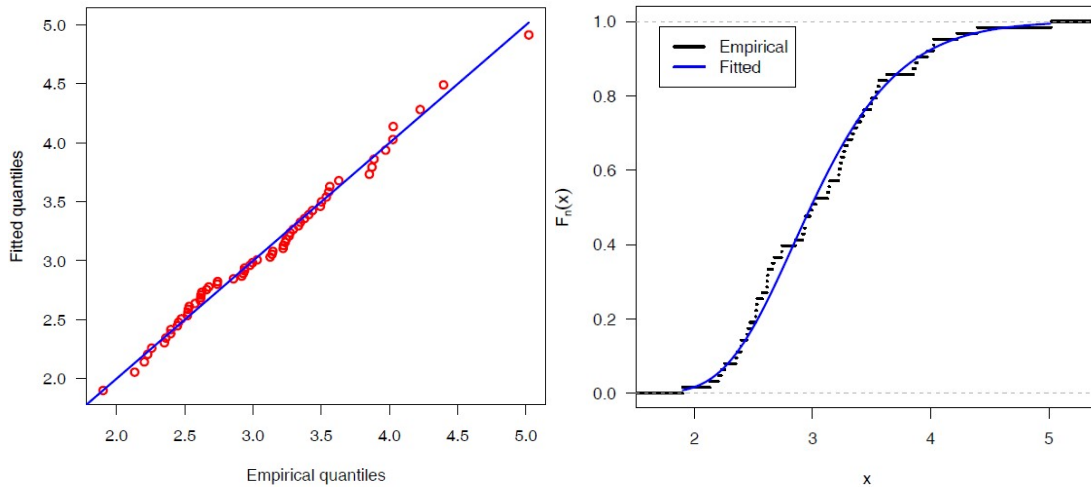 5.0
4.5
4.0
3.5
3.0
2.5
2.0
Fitted quantiles
2.0 2.5 3.0 3.5 4.0 4.5 5.0
Empirical quantiles
1.0
0.8
0.6
0.4
0.2
0.0
Fn(x)
Empirical
Fitted
2 3 4 5
x